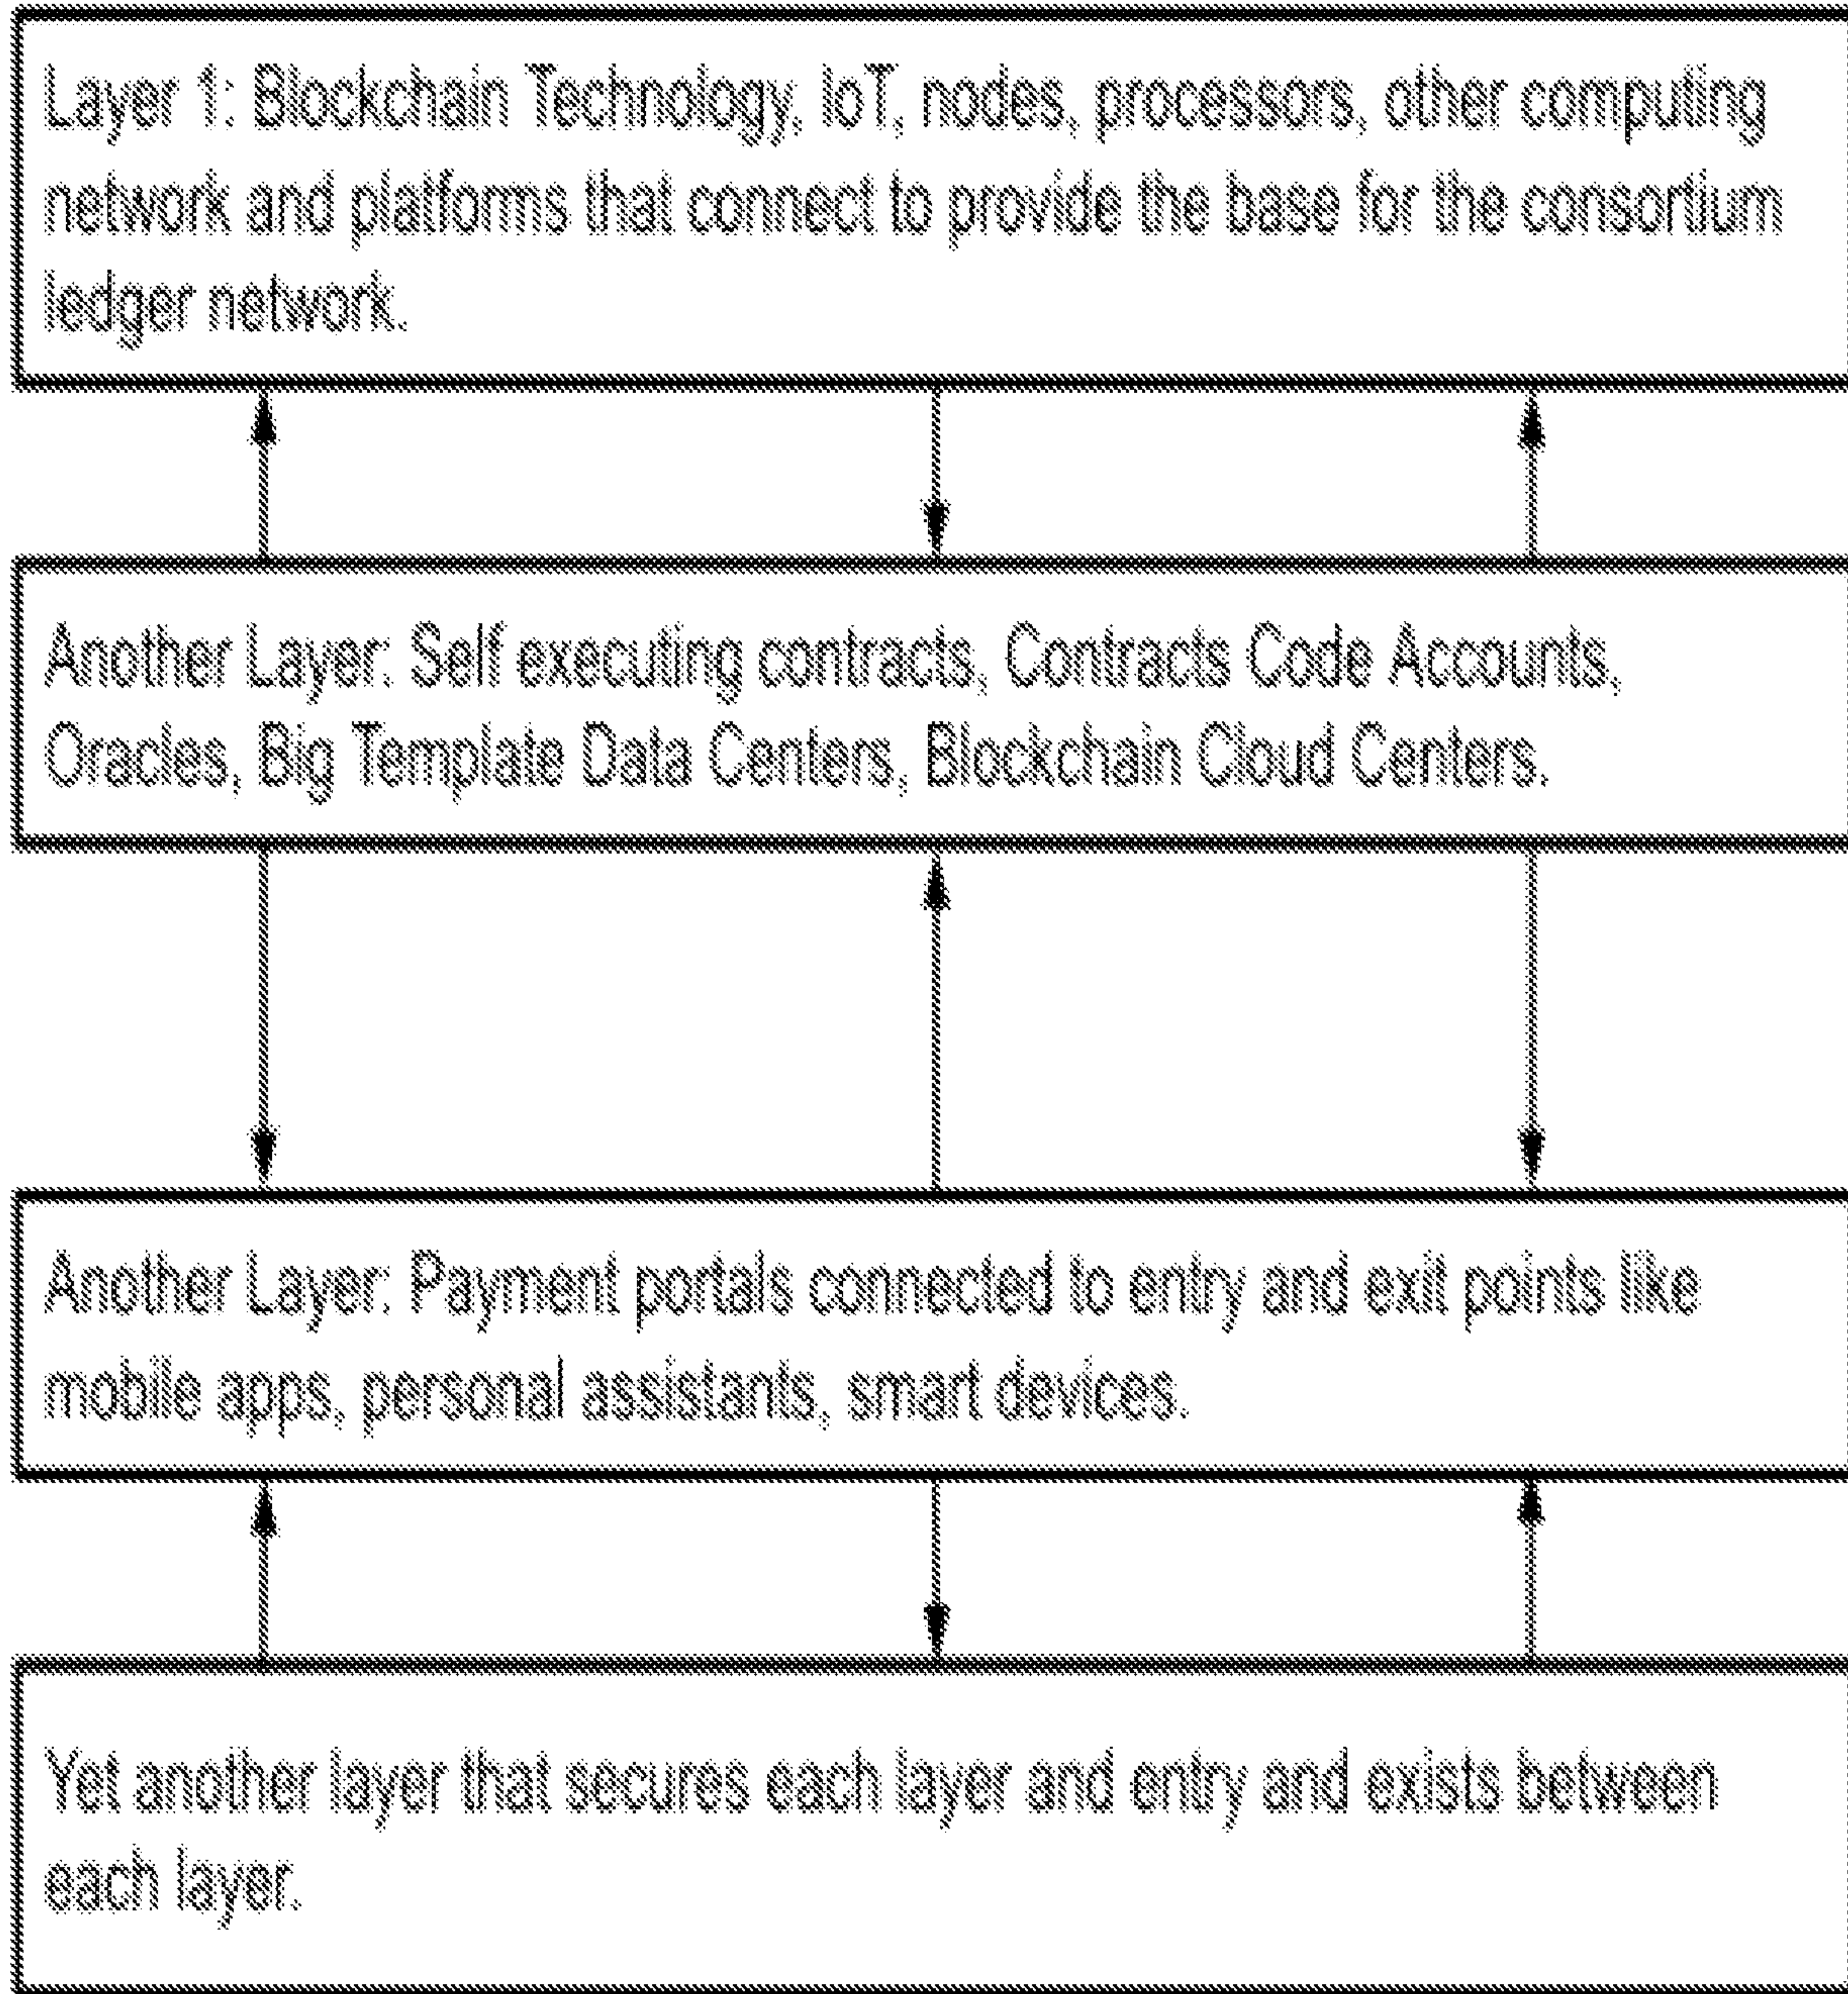 Layer 1: Blockchain Technology, IoT, nodes, processors, other computing
network and platforms that connect to provide the base for the consortium
ledger network.
Another Layer: Self executing contracts, Contracts Code Accounts,
Oracles, Big Template Data Centers, Blockchain Cloud Centers.
Another Layer: Payment portals connected to entry and exit points like
mobile apps, personal assistants, smart devices.
Yet another layer that secures each layer and entry and exists between
each layer.